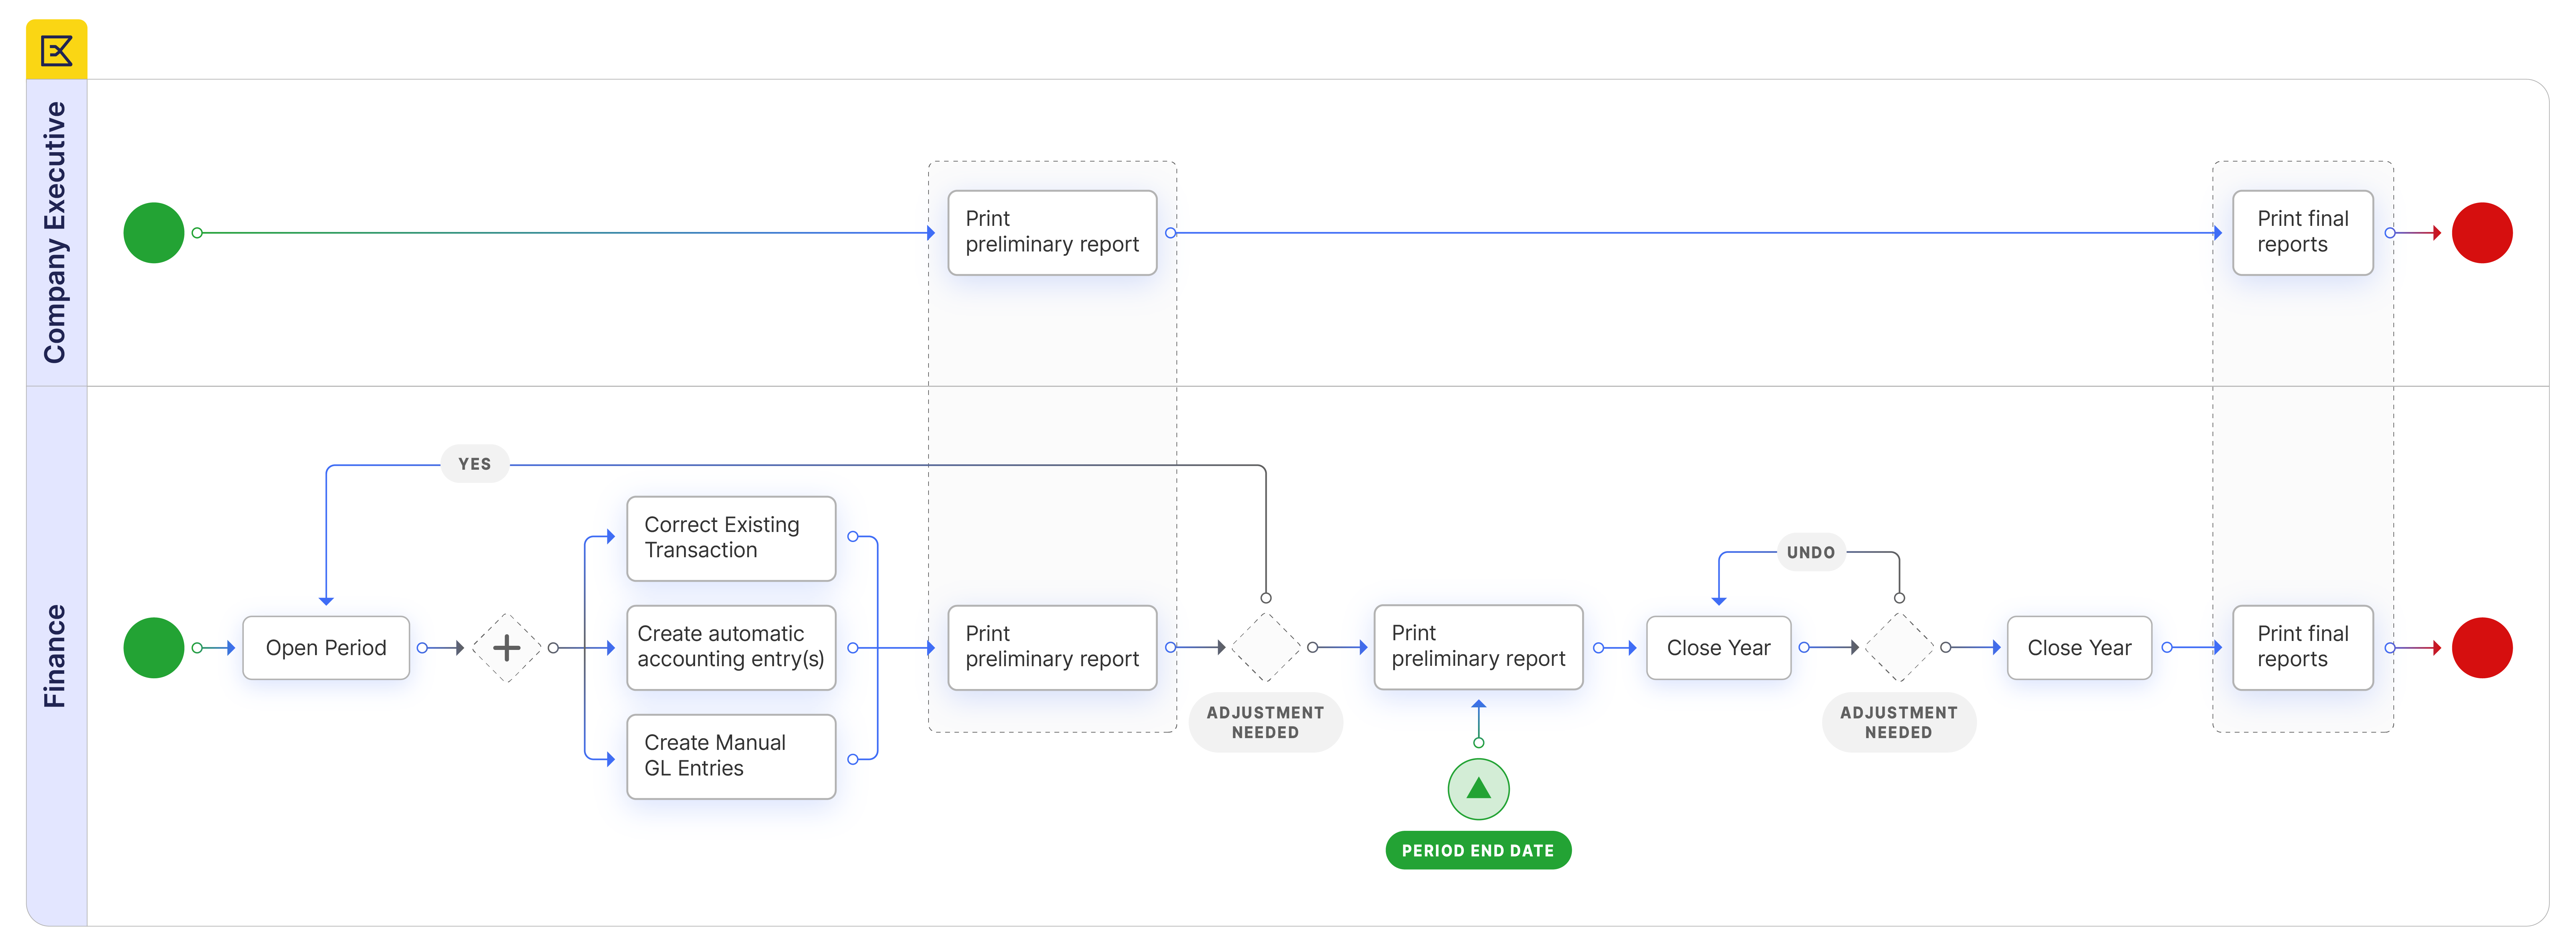 Company Executive
Print
preliminary report
Print final
reports
Finance
YES
Open Period
Correct Existing
Transaction
Create automatic
accounting entry(s)
Create Manual
GL Entries
Print
preliminary report
ADJUSTMENT
NEEDED
Print
preliminary report
PERIOD END DATE
UNDO
Close Year
ADJUSTMENT
NEEDED
Close Year
Print final
reports